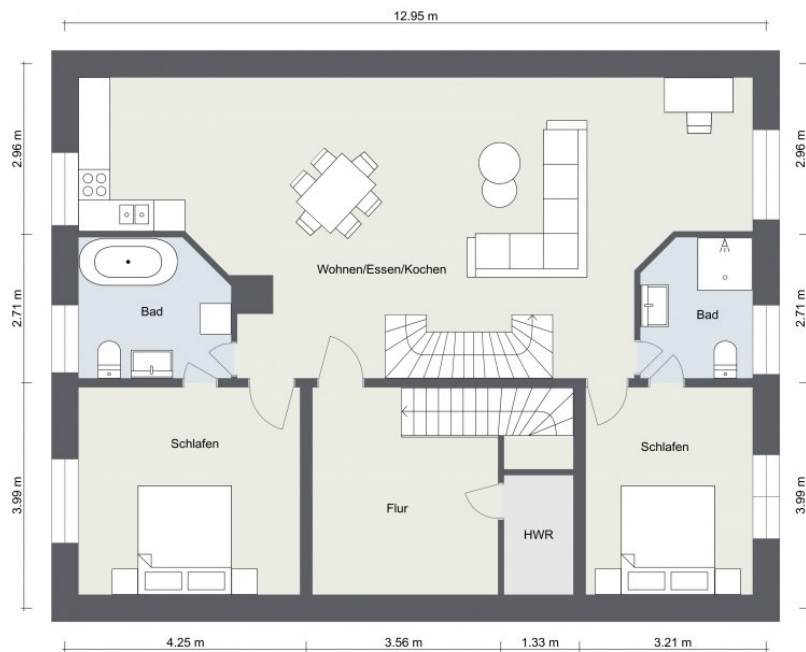 12.95 m
2.96 m
2.96 m
Wohnen/Essen/Kochen
Bad
Bad
2.71 m
2.71 m
Schlafen
Schlafen
Flur
HWR
3.99 m
3.99 m
4.25 m
3.56 m
1.33 m
3.21 m